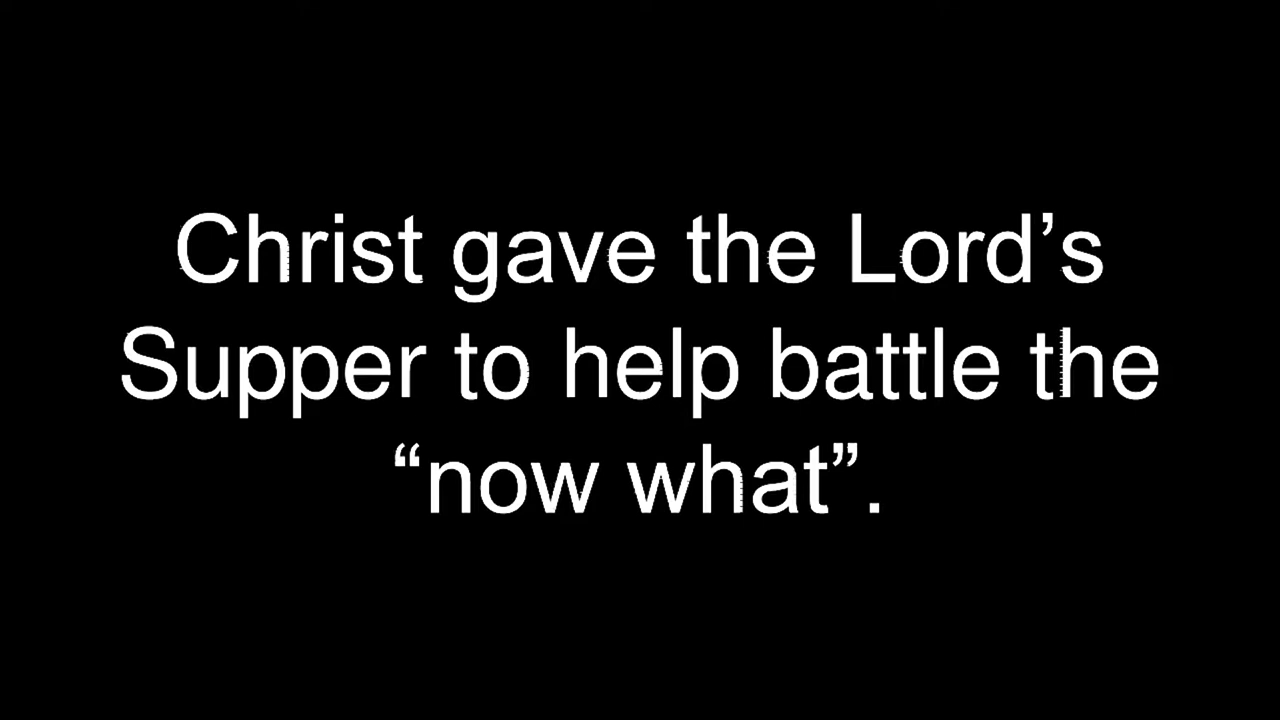 Christ gave the Lord’s
Supper to help battle the
“now what”.